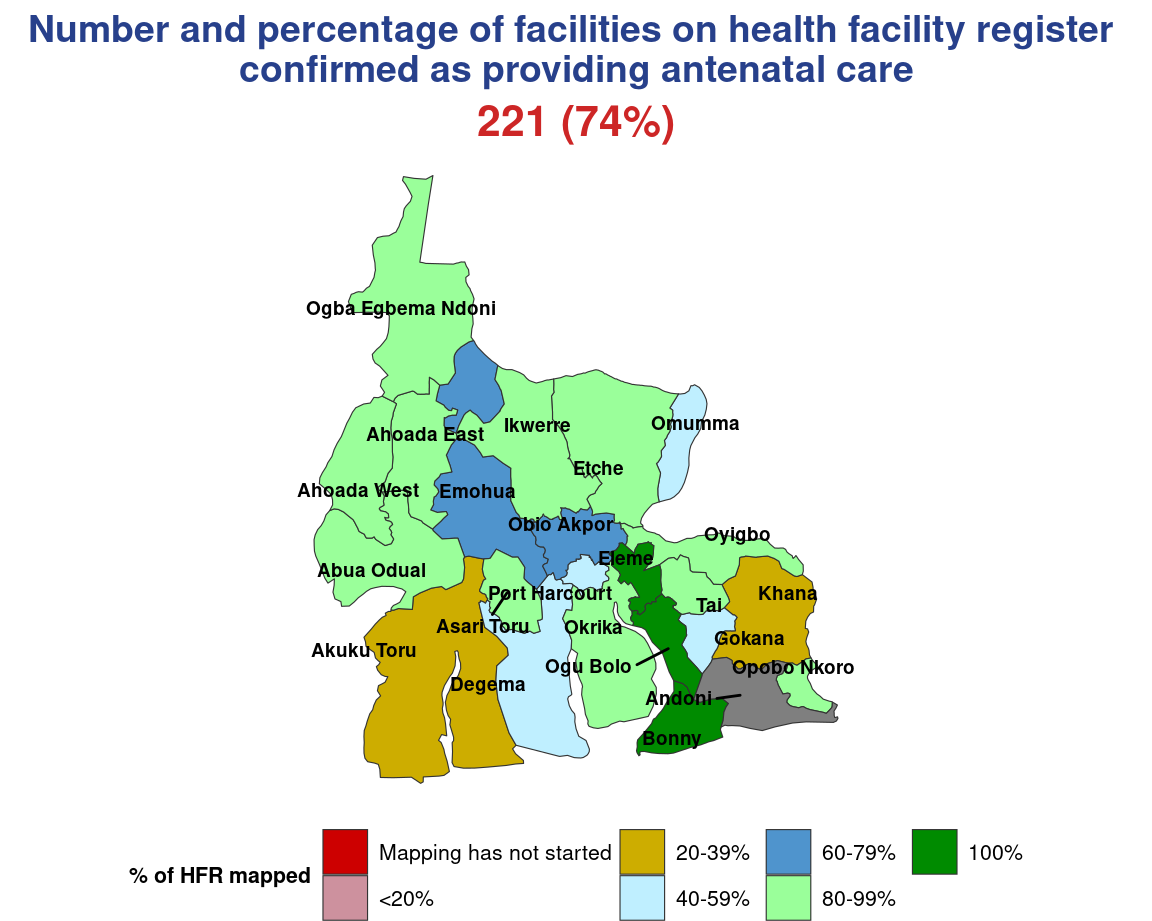 Number and percentage of facilities on health facility register
confirmed as providing antenatal care
221 (74%)
Ogba Egbema Ndoni
Omumma
Ikwerre
Ahoada East
Etche
Ahoada West
Emohua
Obio Akpor
Oyigbo
Eleme
Abua Odual
Port Harcourt
Khana
Tai
Asari Toru
Okrika
Gokana
Akuku Toru
Ogu Bolo
Opobo Nkoro
Degema
Andoni
Bonny
% of HFR mapped
Mapping has not started
20-39%
60-79%
100%
<20%
40-59%
80-99%